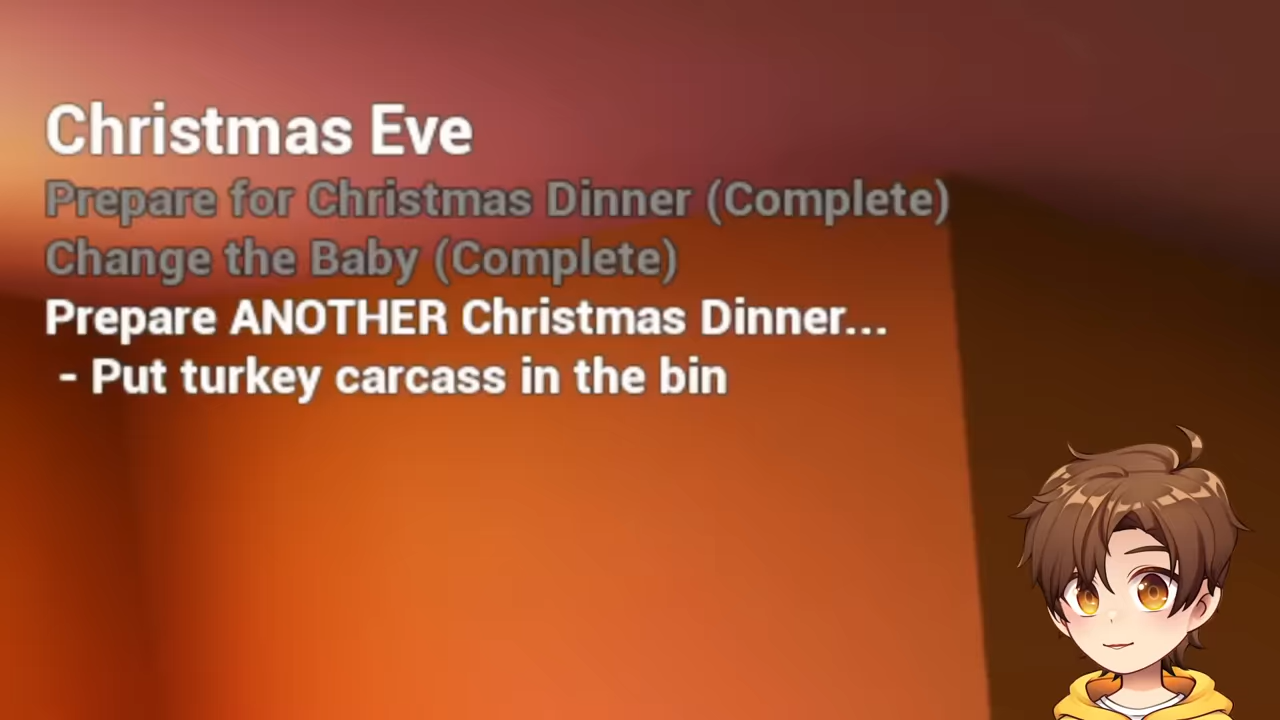 Christmas Eve
Prepare for Christmas Dinner (Complete)
Change the Baby (Complete)
Prepare ANOTHER Christmas Dinner...
- Put turkey carcass in the bin